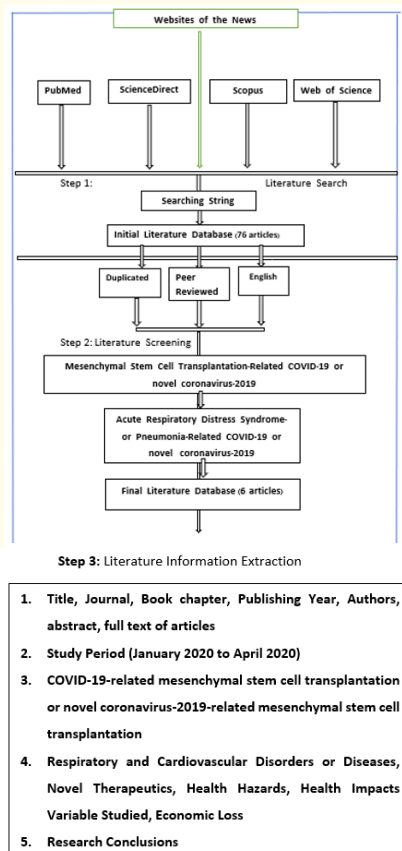 Websites of the News
PubMed
ScienceDirect
Scopus
Web of Science
Step 1:
Literature Search
Searching String
Initial Literature Database (76 articles)
Duplicated
Peer
Reviewed
English
Step 2: Literature Screening
Mesenchymal Stem Cell Transplantation-Related COVID-19 or
novel coronavirus-2019
Acute Respiratory Distress Syndrome-
or Pneumonia-Related COVID-19 or
novel coronavirus-2019
Final Literature Database (6 articles)
Step 3: Literature Information Extraction
1. Title, Journal, Book chapter, Publishing Year, Authors,
abstract, full text of articles
2. Study Period (January 2020 to April 2020)
3. COVID-19-related mesenchymal stem cell transplantation
or novel coronavirus-2019-related mesenchymal stem cell
transplantation
4. Respiratory and Cardiovascular Disorders or Diseases,
Novel Therapeutics, Health Hazards, Health Impacts
Variable Studied, Economic Loss
5. Research Conclusions